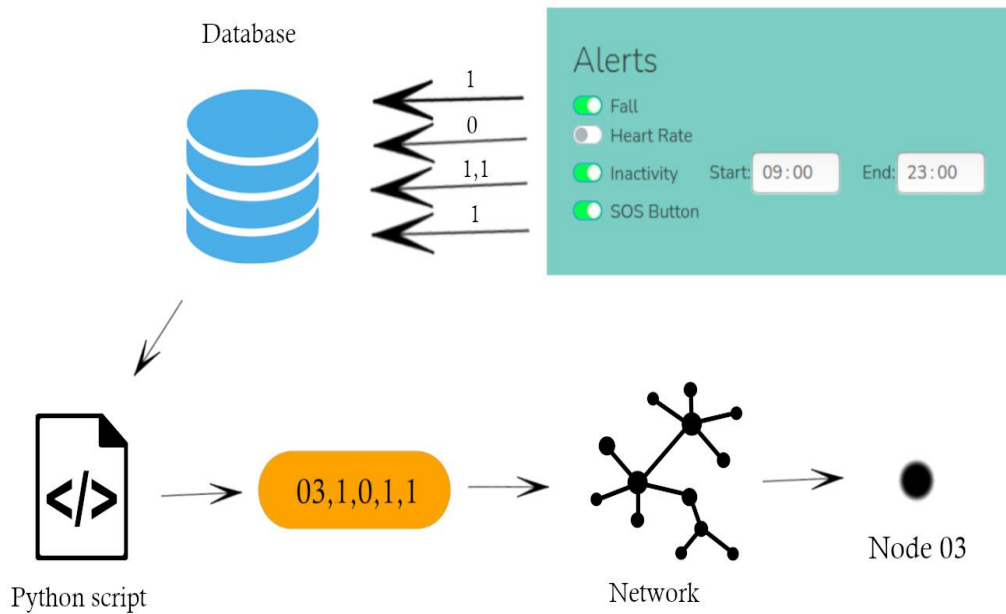 Database
1
0
1,1
1
Alerts
Fall
Heart Rate
Inactivity Start: 09:00 End: 23:00
SOS Button
</>
03,1,0,1,1
Python script
Network
Node 03